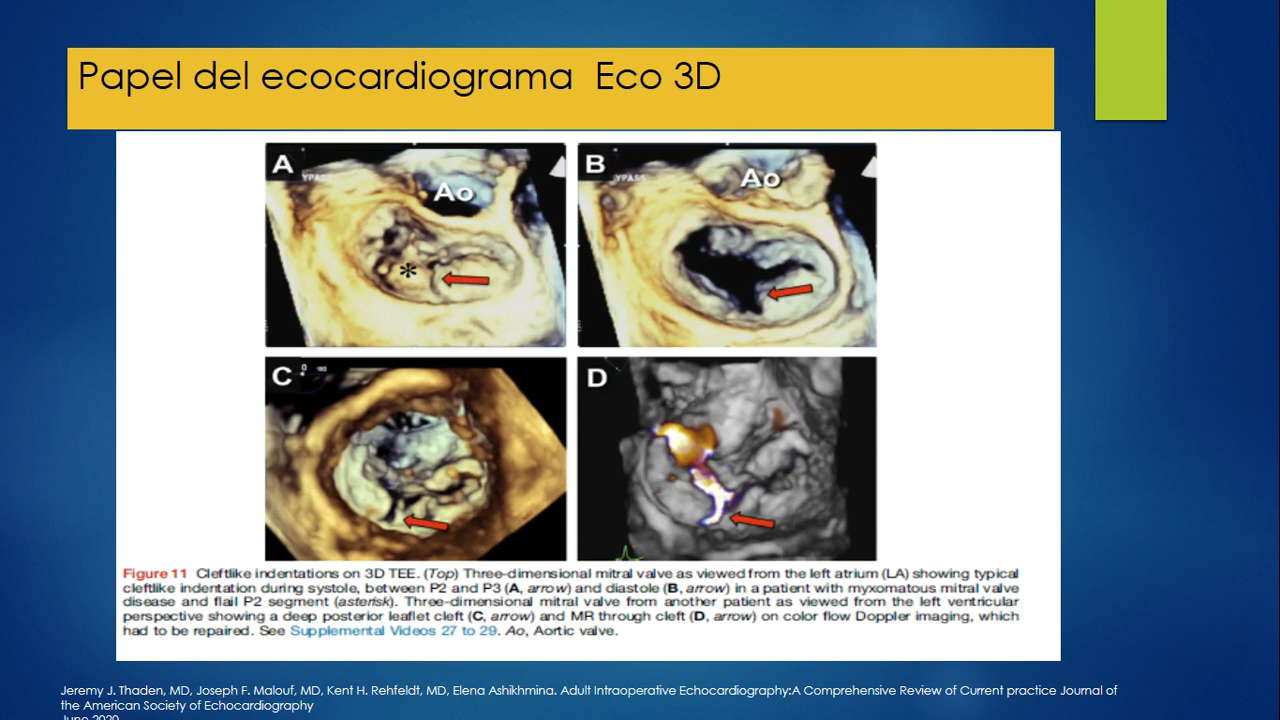 Papel del ecocardiograma Eco 3D
A
YPASS
Ao
*
B
YPASS
Ao
C
0 180
D
Figure 11 Cleftlike indentations on 3D TEE. (Top) Three-dimensional mitral valve as viewed from the left atrium (LA) showing typical
cleftlike indentation during systole, between P2 and P3 (A, arrow) and diastole (B, arrow) in a patient with myxomatous mitral valve
disease and flail P2 segment (asterisk). Three-dimensional mitral valve from another patient as viewed from the left ventricular
perspective showing a deep posterior leaflet cleft (C, arrow) and MR through cleft (D, arrow) on color flow Doppler imaging, which
had to be repaired. See Supplemental Videos 27 to 29. Ao, Aortic valve.
Jeremy J. Thaden, MD, Joseph F. Malouf, MD, Kent H. Rehfeldt, MD, Elena Ashikhmina. Adult Intraoperative Echocardiography:A Comprehensive Review of Current practice Journal of
the American Society of Echocardiography
June 2020